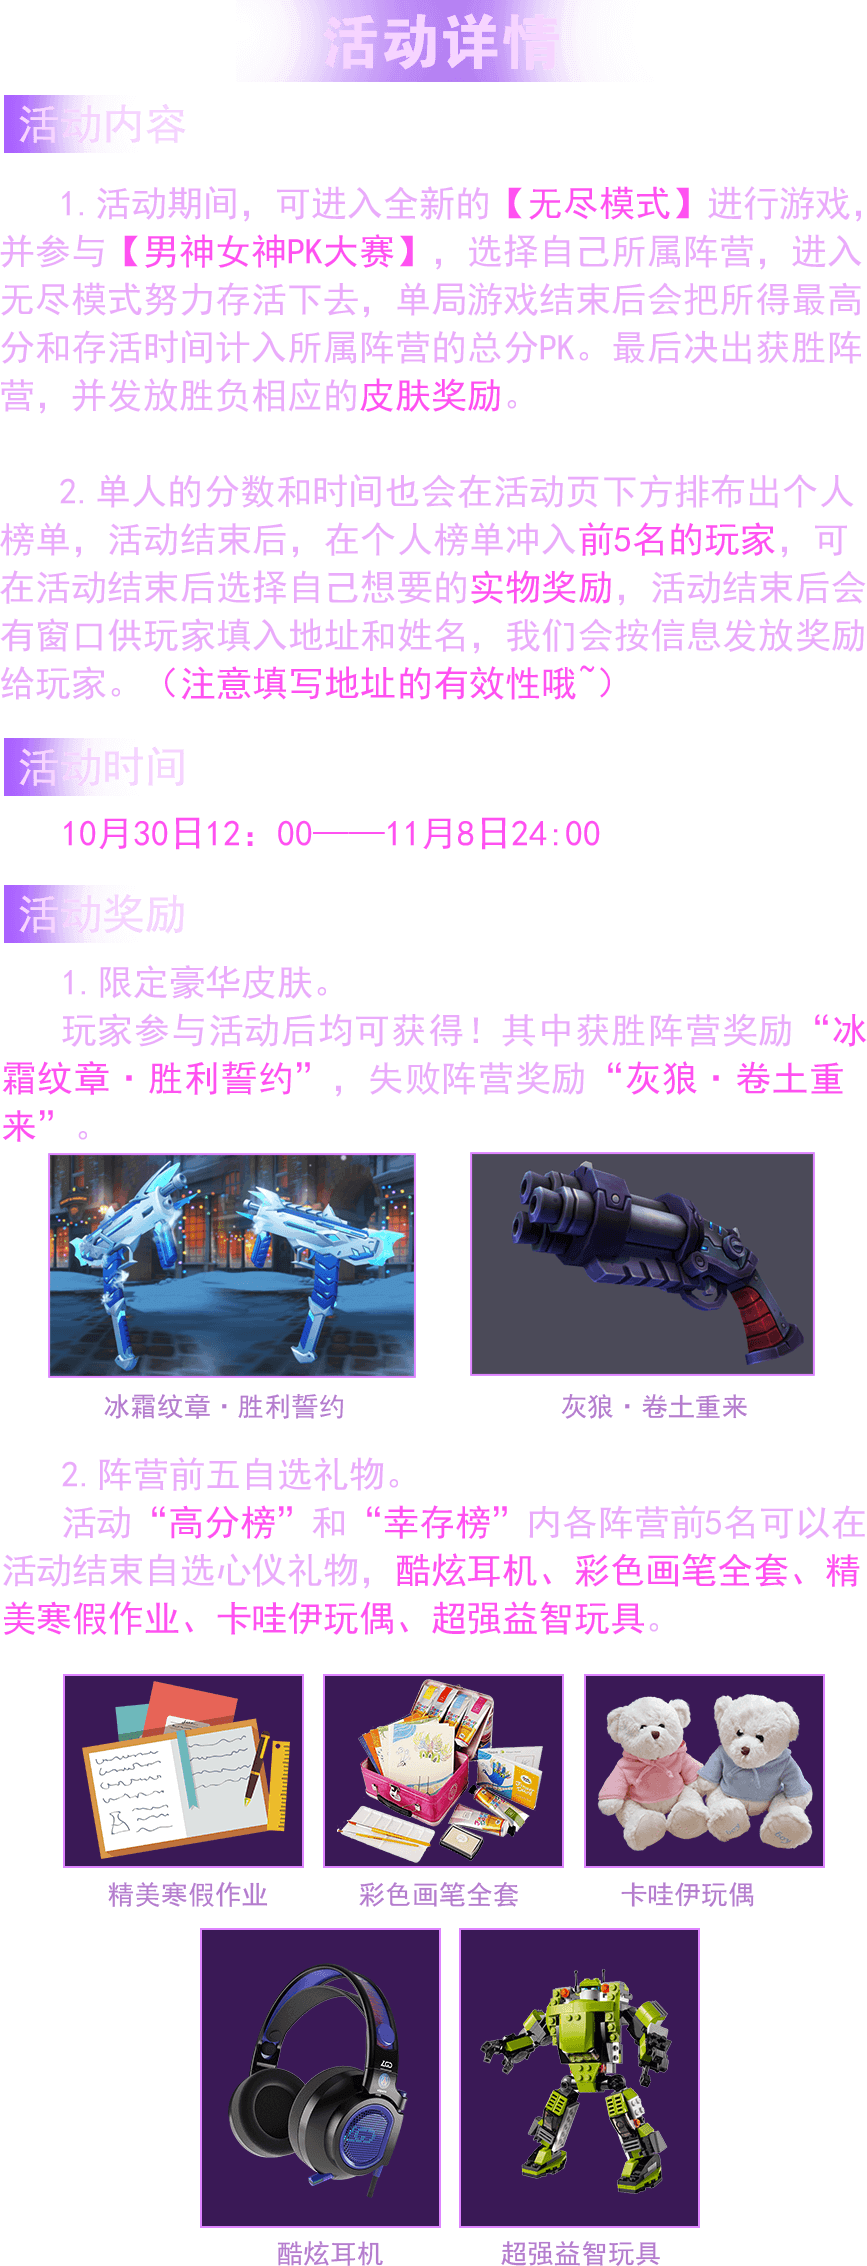 活动详情
活动内容
1.活动期间，可进入全新的【无尽模式】进行游戏，
并参与【男神女神PK大赛】，选择自己所属阵营，进入
无尽模式努力存活下去，单局游戏结束后会把所得最高
分和存活时间计入所属阵营的总分PK。最后决出获胜阵
营，并发放胜负相应的皮肤奖励。
2.单人的分数和时间也会在活动页下方排布出个人
榜单，活动结束后，在个人榜单冲入前5名的玩家，可
在活动结束后选择自己想要的实物奖励，活动结束后会
有窗口供玩家填入地址和姓名，我们会按信息发放奖励
给玩家。（注意填写地址的有效性哦~）
活动时间
10月30日12：00——11月8日24:00
活动奖励
1.限定豪华皮肤。
玩家参与活动后均可获得！其中获胜阵营奖励“冰
霜纹章·胜利誓约”，失败阵营奖励“灰狼·卷土重
来”。
冰霜纹章·胜利誓约
灰狼·卷土重来
2.阵营前五自选礼物。
活动“高分榜”和“幸存榜”内各阵营前5名可以在
活动结束自选心仪礼物，酷炫耳机、彩色画笔全套、精
美寒假作业、卡哇伊玩偶、超强益智玩具。
精美寒假作业
彩色画笔全套
卡哇伊玩偶
酷炫耳机
超强益智玩具